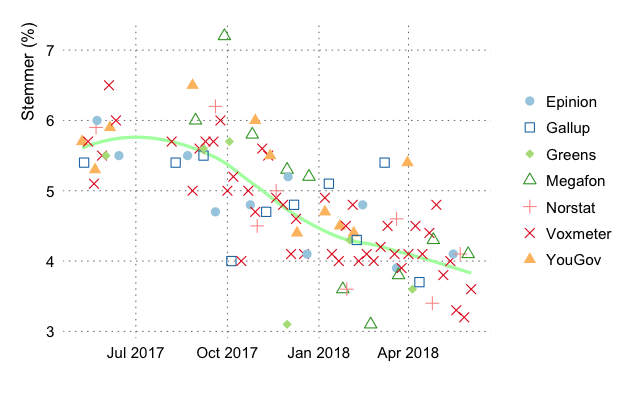 Stemmer (%)
7
6
5
4
3
Jul 2017
Oct 2017
Jan 2018
Apr 2018
Epinion
Gallup
Greens
Megafon
Norstat
Voxmeter
YouGov